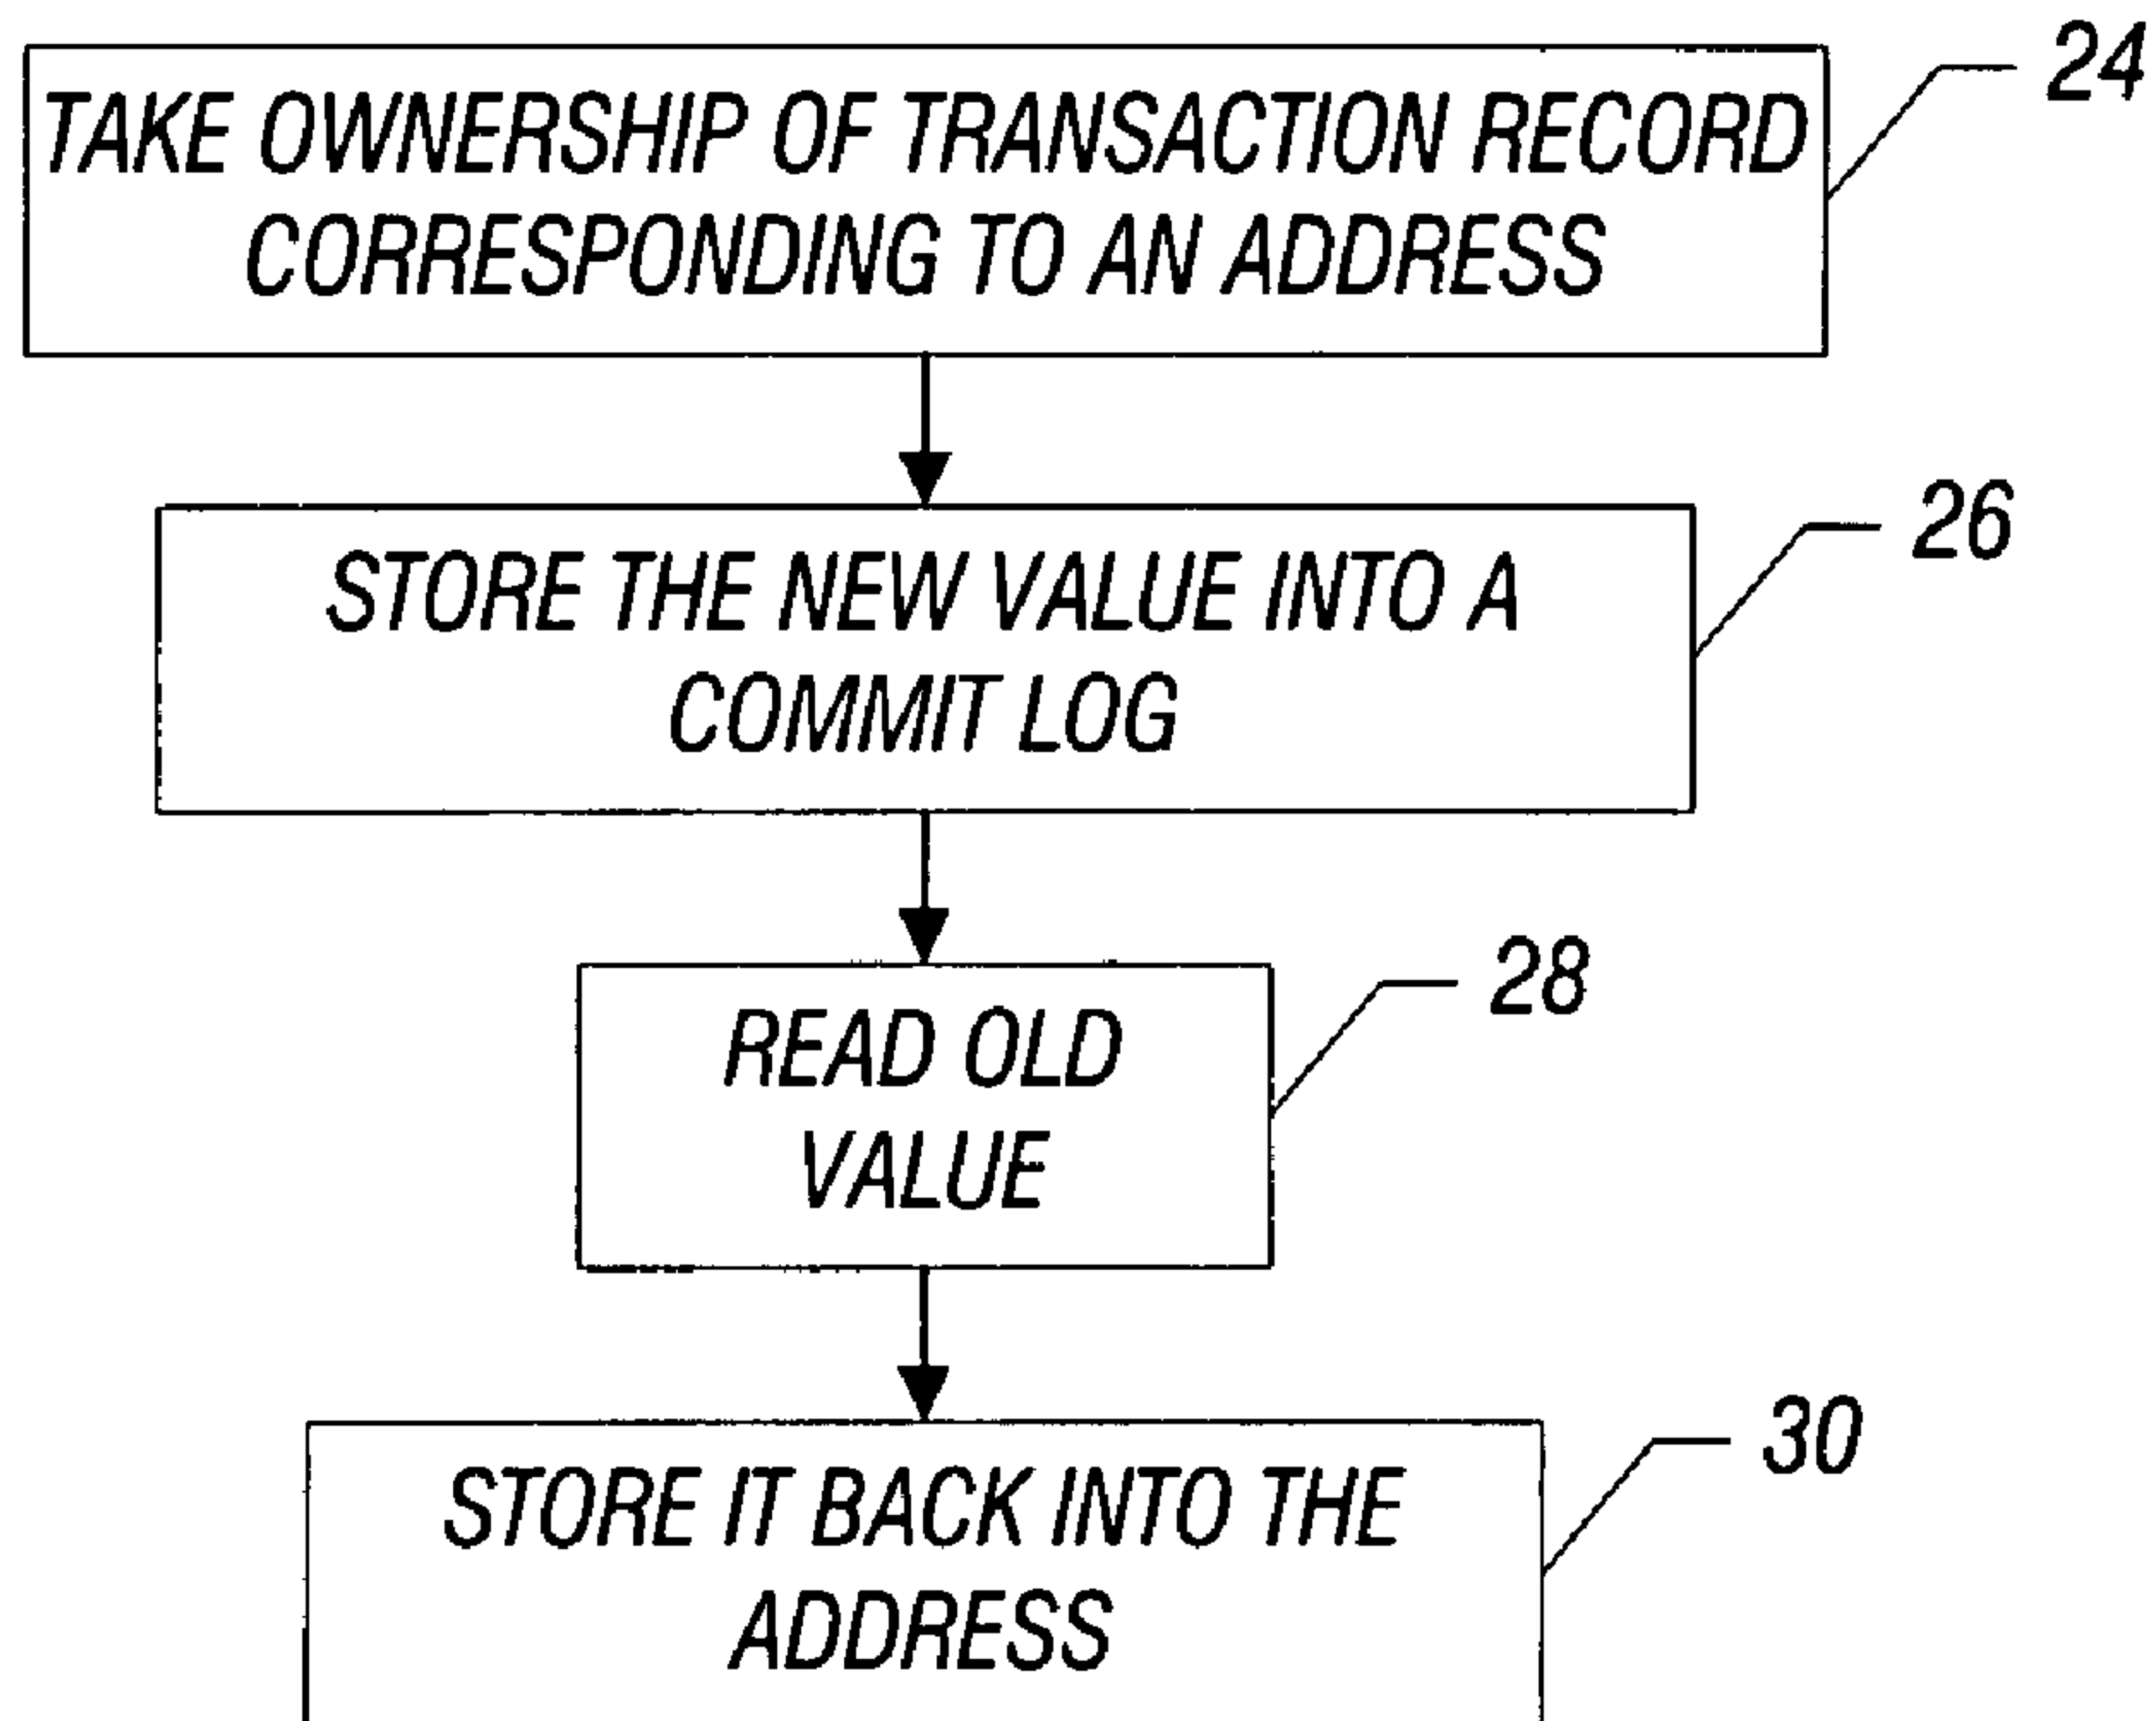 24
TAKE OWNERSHIP OF TRANSACTION RECORD
CORRESPONDING TO AN ADDRESS
26
STORE THE NEW VALUE INTO A
COMMIT LOG
28
READ OLD
VALUE
30
STORE IT BACK INTO THE
ADDRESS